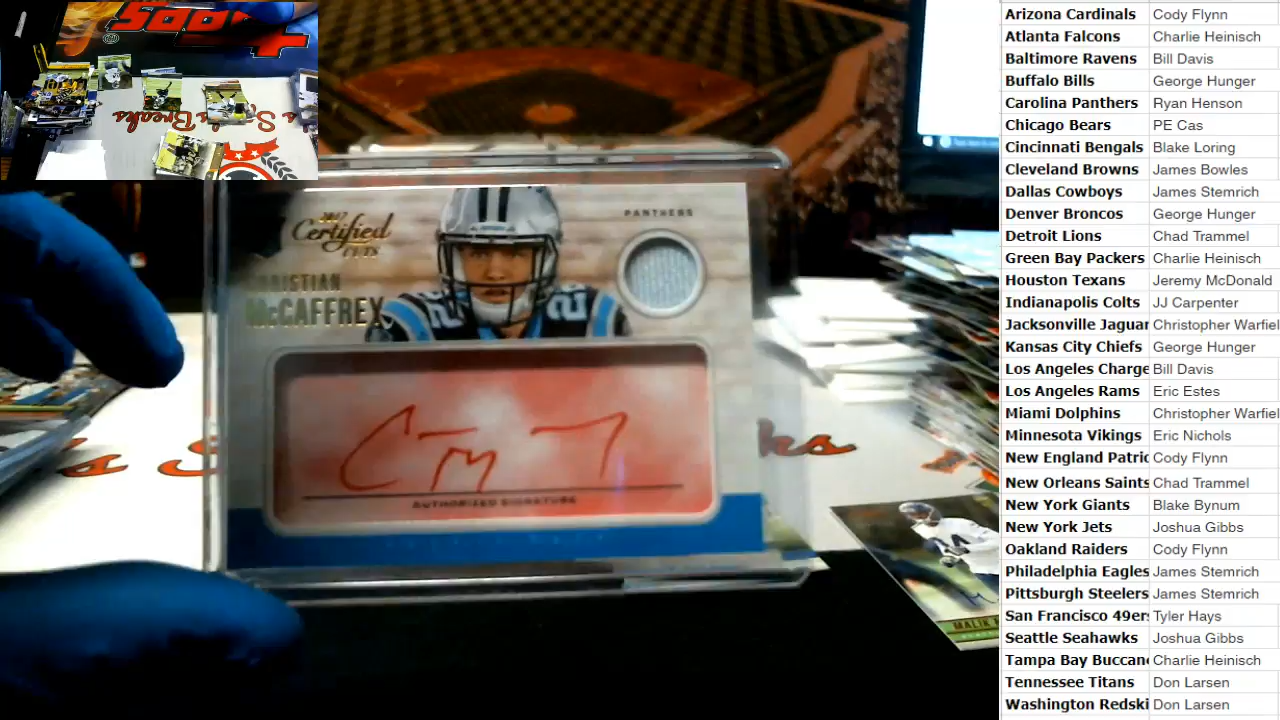 2017
Certified
CUTS
CHRISTIAN
McCAFFREY
PANTHERS
22
AUTHORIZED SIGNATURE
MALIK
Arizona Cardinals Cody Flynn
Atlanta Falcons Charlie Heinisch
Baltimore Ravens Bill Davis
Buffalo Bills George Hunger
Carolina Panthers Ryan Henson
Chicago Bears PE Cas
Cincinnati Bengals Blake Loring
Cleveland Browns James Bowles
Dallas Cowboys James Stemrich
Denver Broncos George Hunger
Detroit Lions Chad Trammel
Green Bay Packers Charlie Heinisch
Houston Texans Jeremy McDonald
Indianapolis Colts JJ Carpenter
Jacksonville Jaguar Christopher Warfiel
Kansas City Chiefs George Hunger
Los Angeles Charge Bill Davis
Los Angeles Rams Eric Estes
Miami Dolphins Christopher Warfiel
Minnesota Vikings Eric Nichols
New England Patric Cody Flynn
New Orleans Saints Chad Trammel
New York Giants Blake Bynum
New York Jets Joshua Gibbs
Oakland Raiders Cody Flynn
Philadelphia Eagles James Stemrich
Pittsburgh Steelers James Stemrich
San Francisco 49ers Tyler Hays
Seattle Seahawks Joshua Gibbs
Tampa Bay Buccane Charlie Heinisch
Tennessee Titans Don Larsen
Washington Redski Don Larsen